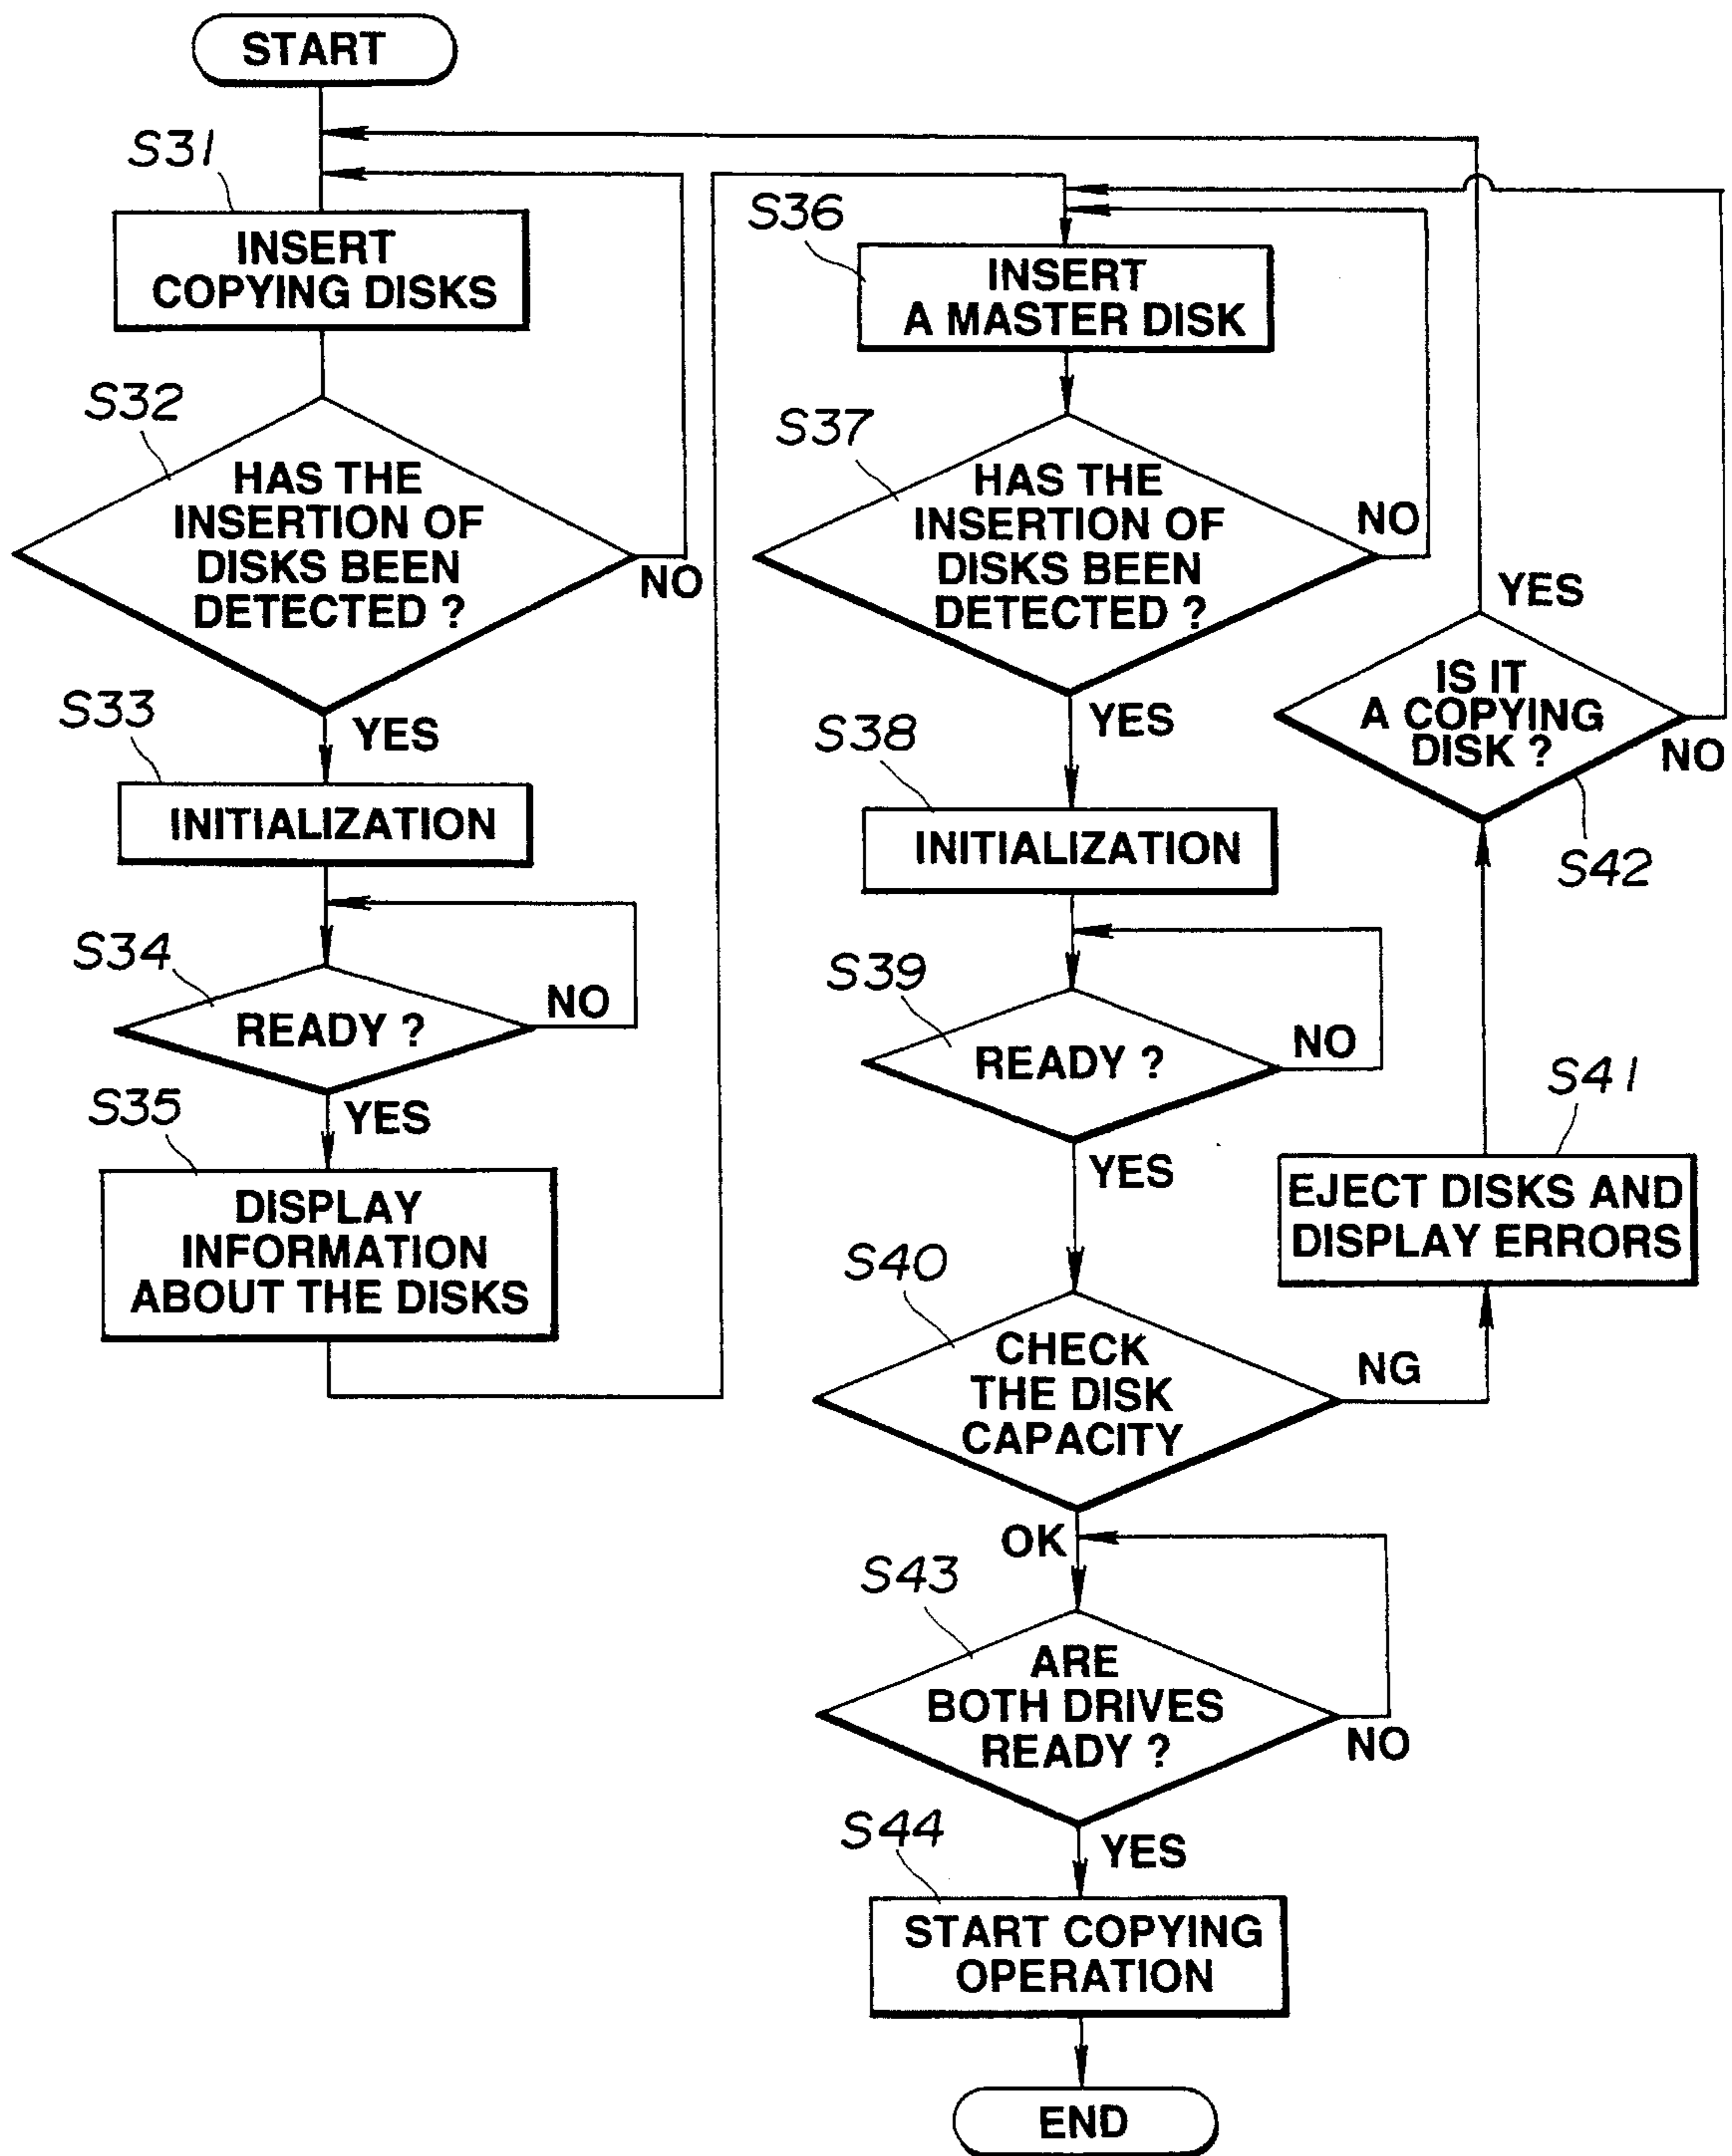 START
S31
INSERT
COPYING DISKS
S32
HAS THE
INSERTION OF
DISKS BEEN
DETECTED ?
NO
YES
S33
INITIALIZATION
S34
READY ?
NO
YES
S35
DISPLAY
INFORMATION
ABOUT THE DISKS
S36
INSERT
A MASTER DISK
S37
HAS THE
INSERTION OF
DISKS BEEN
DETECTED ?
NO
YES
S38
INITIALIZATION
S39
READY ?
NO
YES
S40
CHECK
THE DISK
CAPACITY
NG
OK
S41
EJECT DISKS AND
DISPLAY ERRORS
S42
IS IT
A COPYING
DISK ?
YES
NO
S43
ARE
BOTH DRIVES
READY ?
NO
YES
S44
START COPYING
OPERATION
END